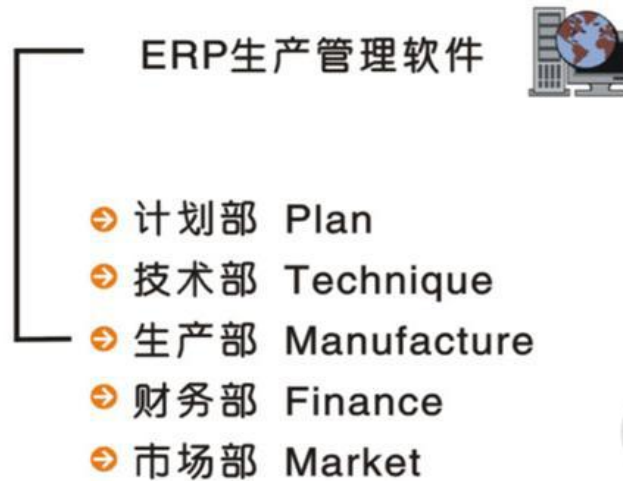 ERP生产管理软件
计划部 Plan
技术部 Technique
生产部 Manufacture
财务部 Finance
市场部 Market